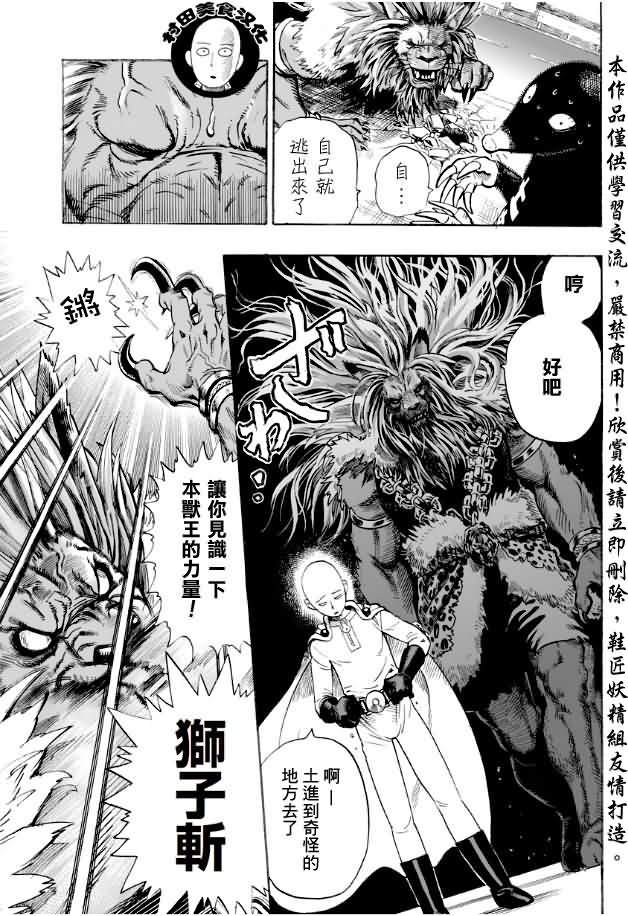 村田美食汉化
自…
自己就
逃出來了
哼
好吧
ギしわ・
啊—
土進到奇怪的
地方去了
鏘
讓你見識一下
本獸王的力量！
獅子斬
本作品僅供學習交流，嚴禁商用！欣賞後請立即刪除，鞋匠妖精組友情打造。